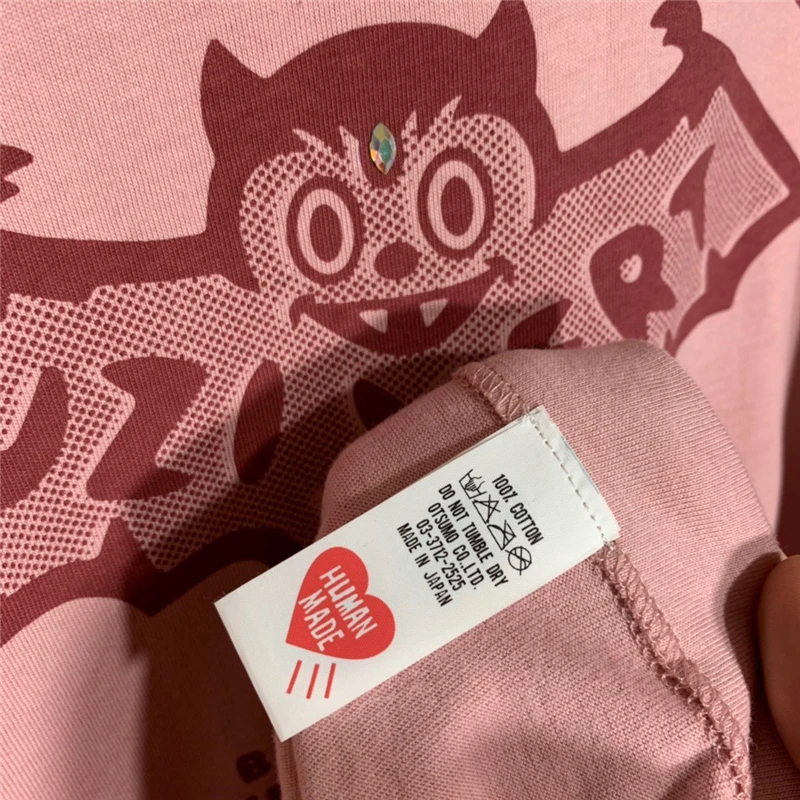 100% COTTON
DO NOT TUMBLE DRY
OTSUMO CO.LTD.
03-3712-2525
MADE IN JAPAN
HUMAN
MADE